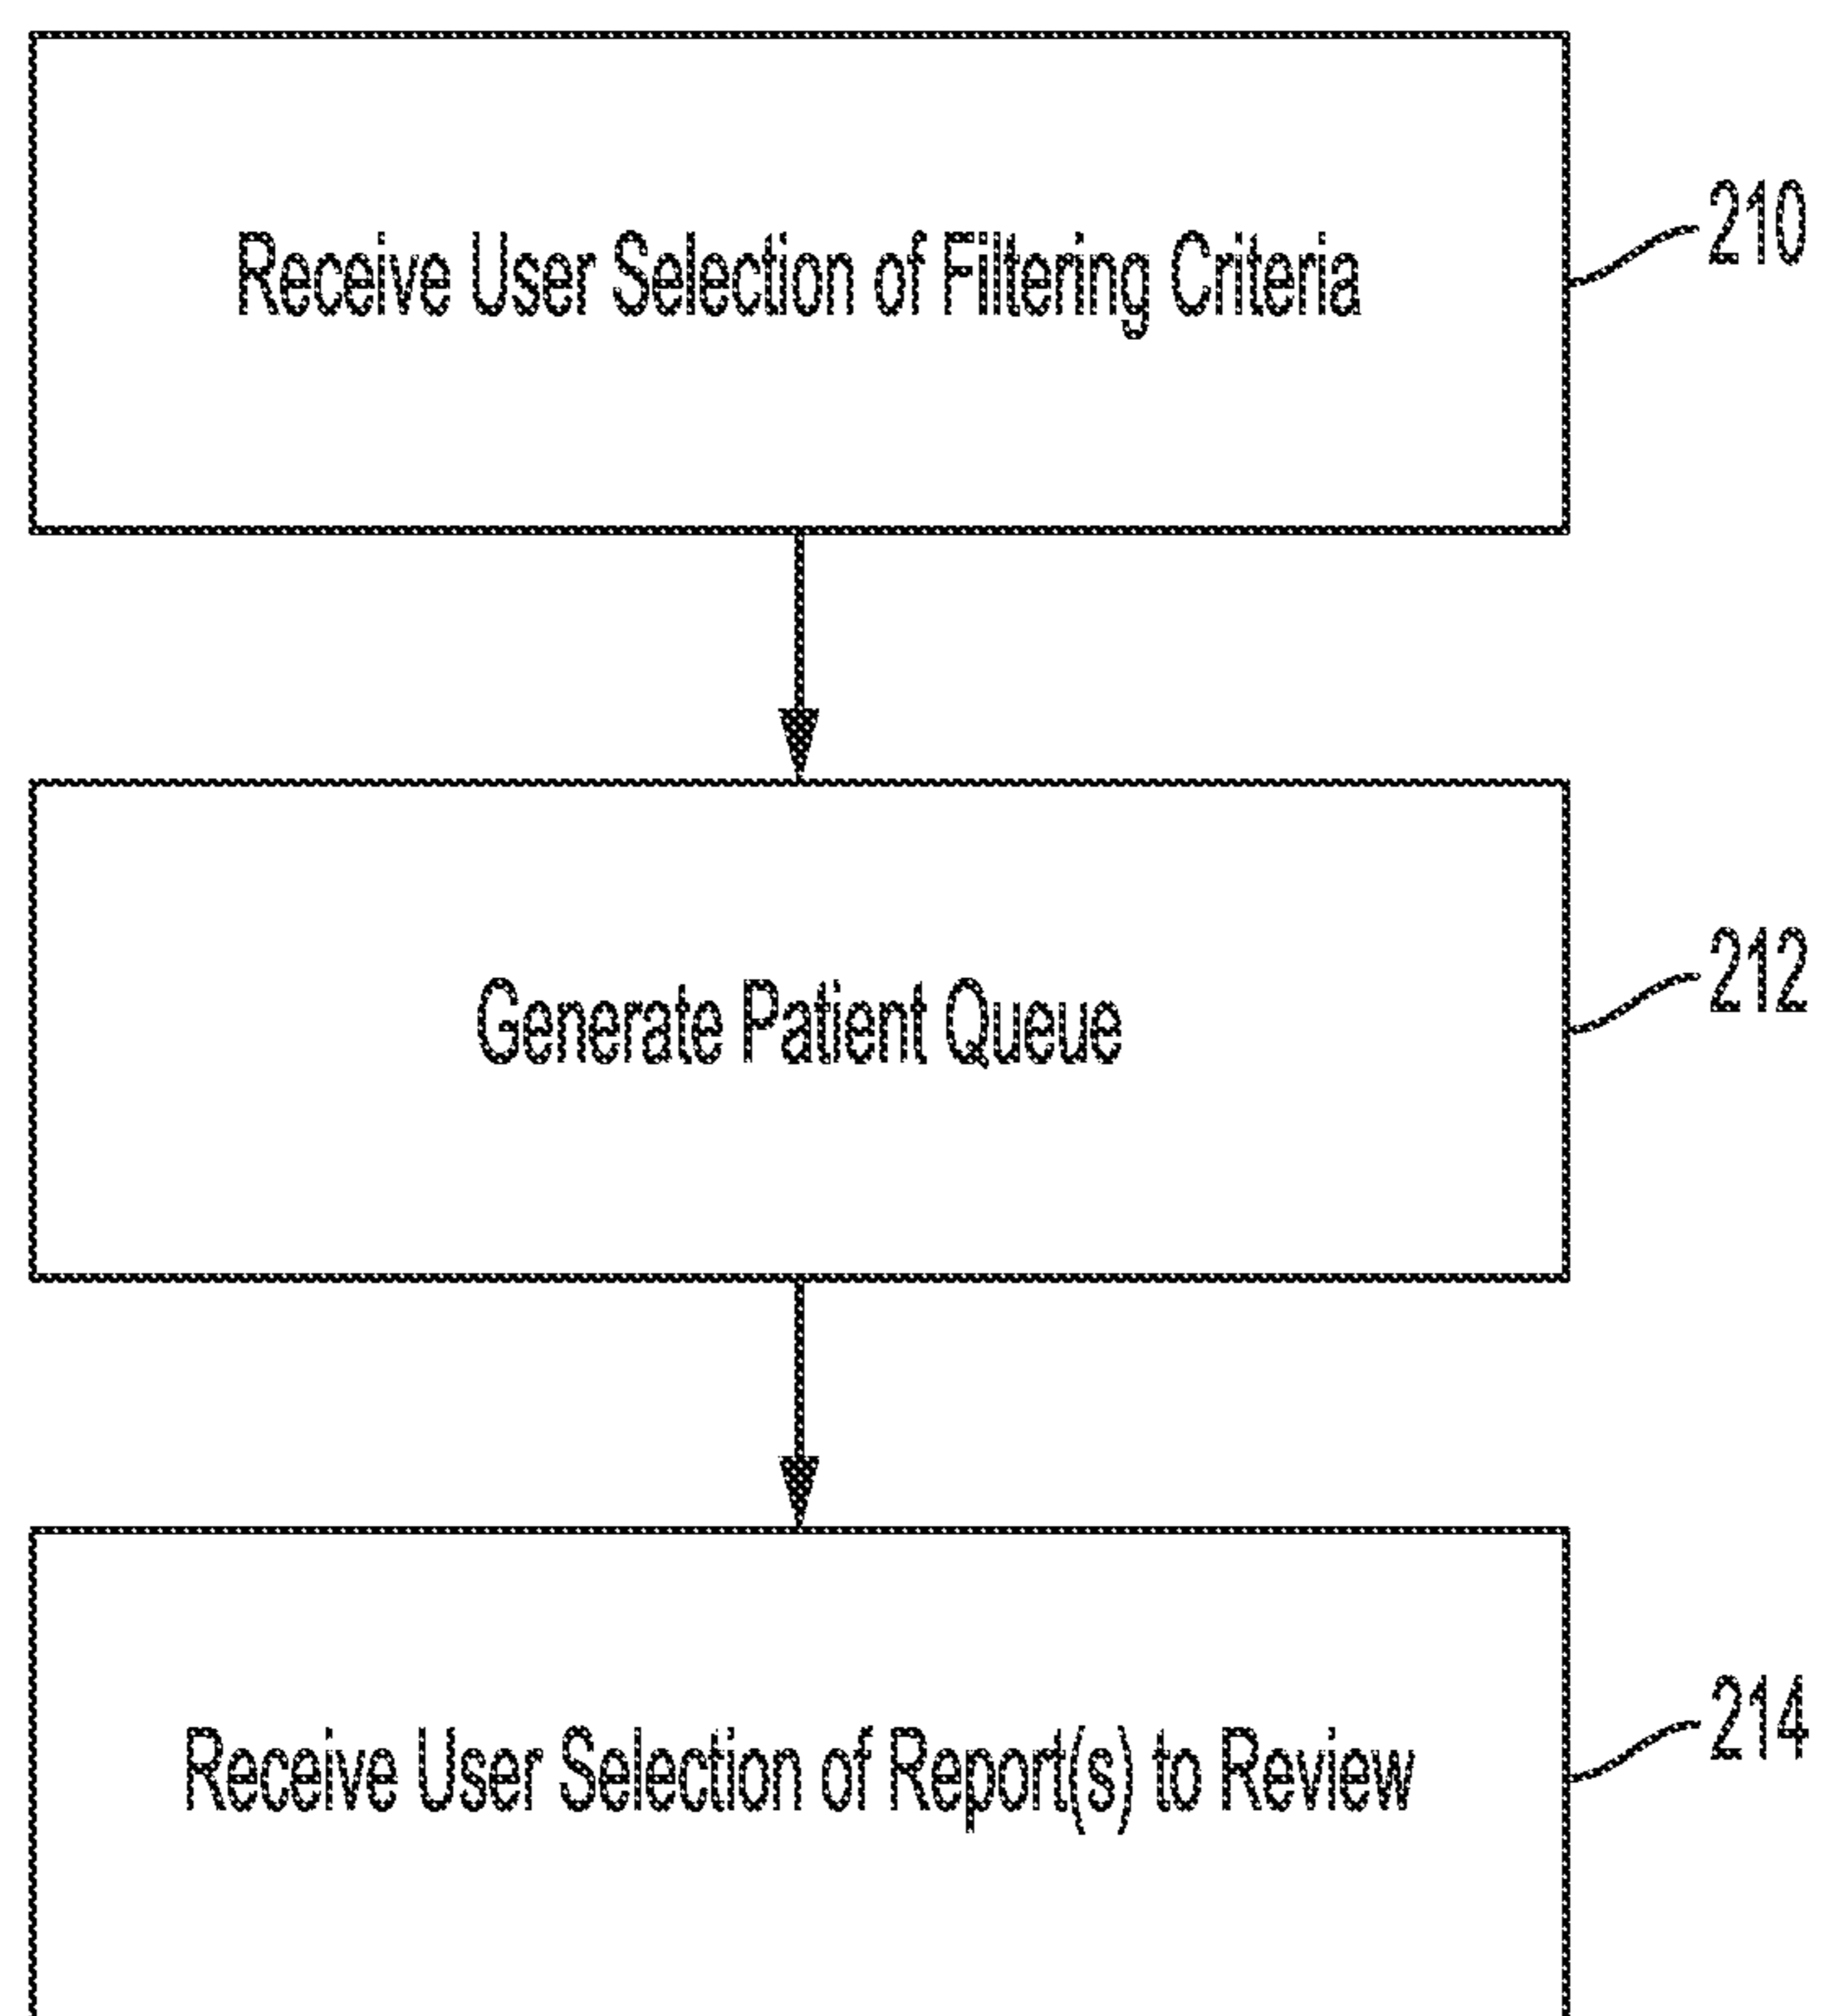 Receive User Selection of Filtering Criteria
210
Generate Patient Queue
212
Receive User Selection of Report(s) to Review
214